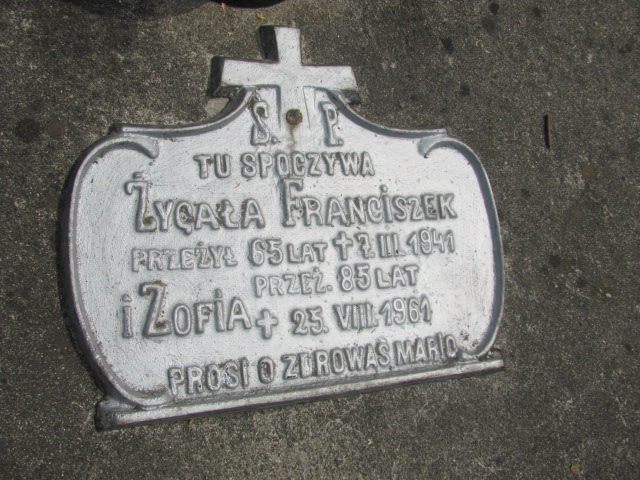 Ś. P.
TU SPOCZYWA
ŻYGAŁA FRANCISZEK
PRZEŻYŁ 65 LAT + 7. III. 1941
PRZEŻ. 85 LAT
i ZOFIA + 25. VIII. 1961
PROSI O ZDROWAŚ MARIO